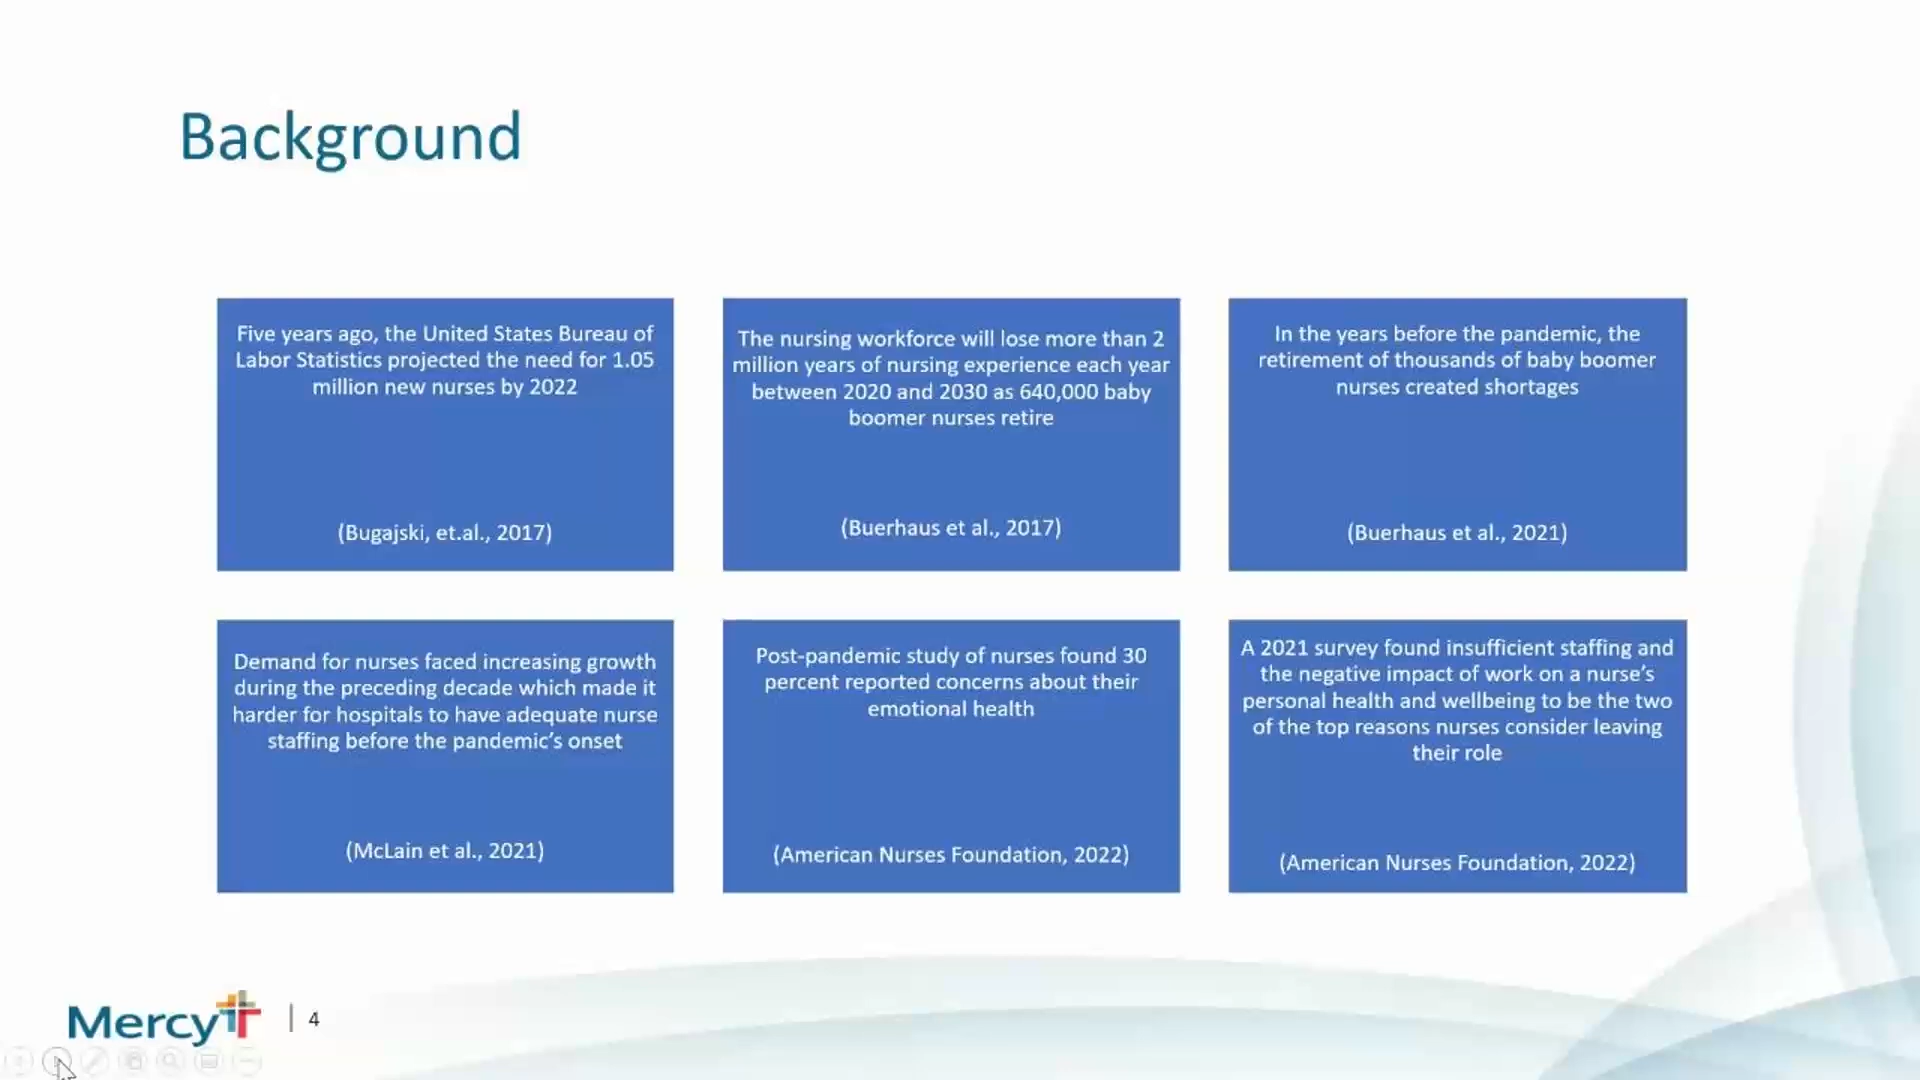 Background
Five years ago, the United States Bureau of
Labor Statistics projected the need for 1.05
million new nurses by 2022
(Bugajski, et.al., 2017)
The nursing workforce will lose more than 2
million years of nursing experience each year
between 2020 and 2030 as 640,000 baby
boomer nurses retire
(Buerhaus et al., 2017)
In the years before the pandemic, the
retirement of thousands of baby boomer
nurses created shortages
(Buerhaus et al., 2021)
Demand for nurses faced increasing growth
during the preceding decade which made it
harder for hospitals to have adequate nurse
staffing before the pandemic’s onset
(McLain et al., 2021)
Post-pandemic study of nurses found 30
percent reported concerns about their
emotional health
(American Nurses Foundation, 2022)
A 2021 survey found insufficient staffing and
the negative impact of work on a nurse’s
personal health and wellbeing to be the two
of the top reasons nurses consider leaving
their role
(American Nurses Foundation, 2022)
Mercy | 4